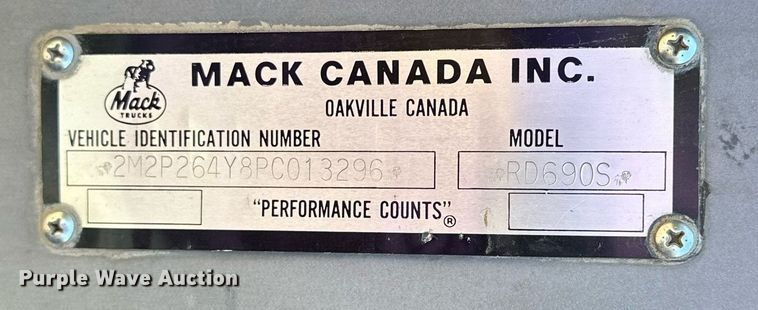 MACK CANADA INC.
Mack
TRUCKS
OAKVILLE CANADA
VEHICLE IDENTIFICATION NUMBER
MODEL
2M2P264Y8PC013296
RD690S
"PERFORMANCE COUNTS"®
Purple Wave Auction